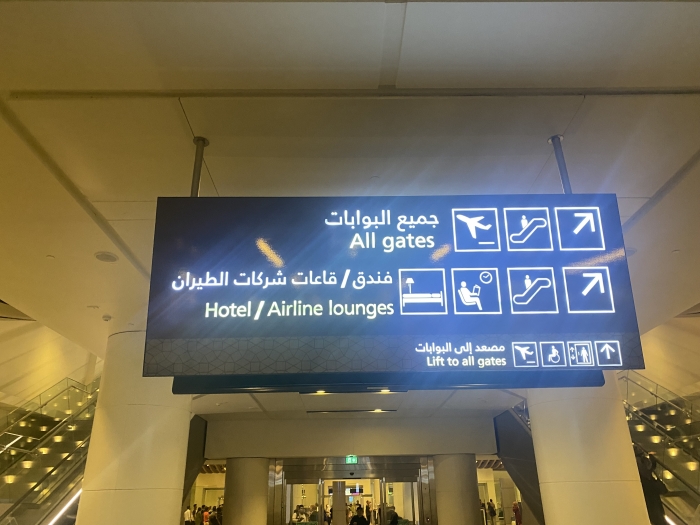 جميع البوابات
All gates
فندق/ قاعات شركات الطيران
Hotel/Airline lounges
مصعد إلى البوابات
Lift to all gates